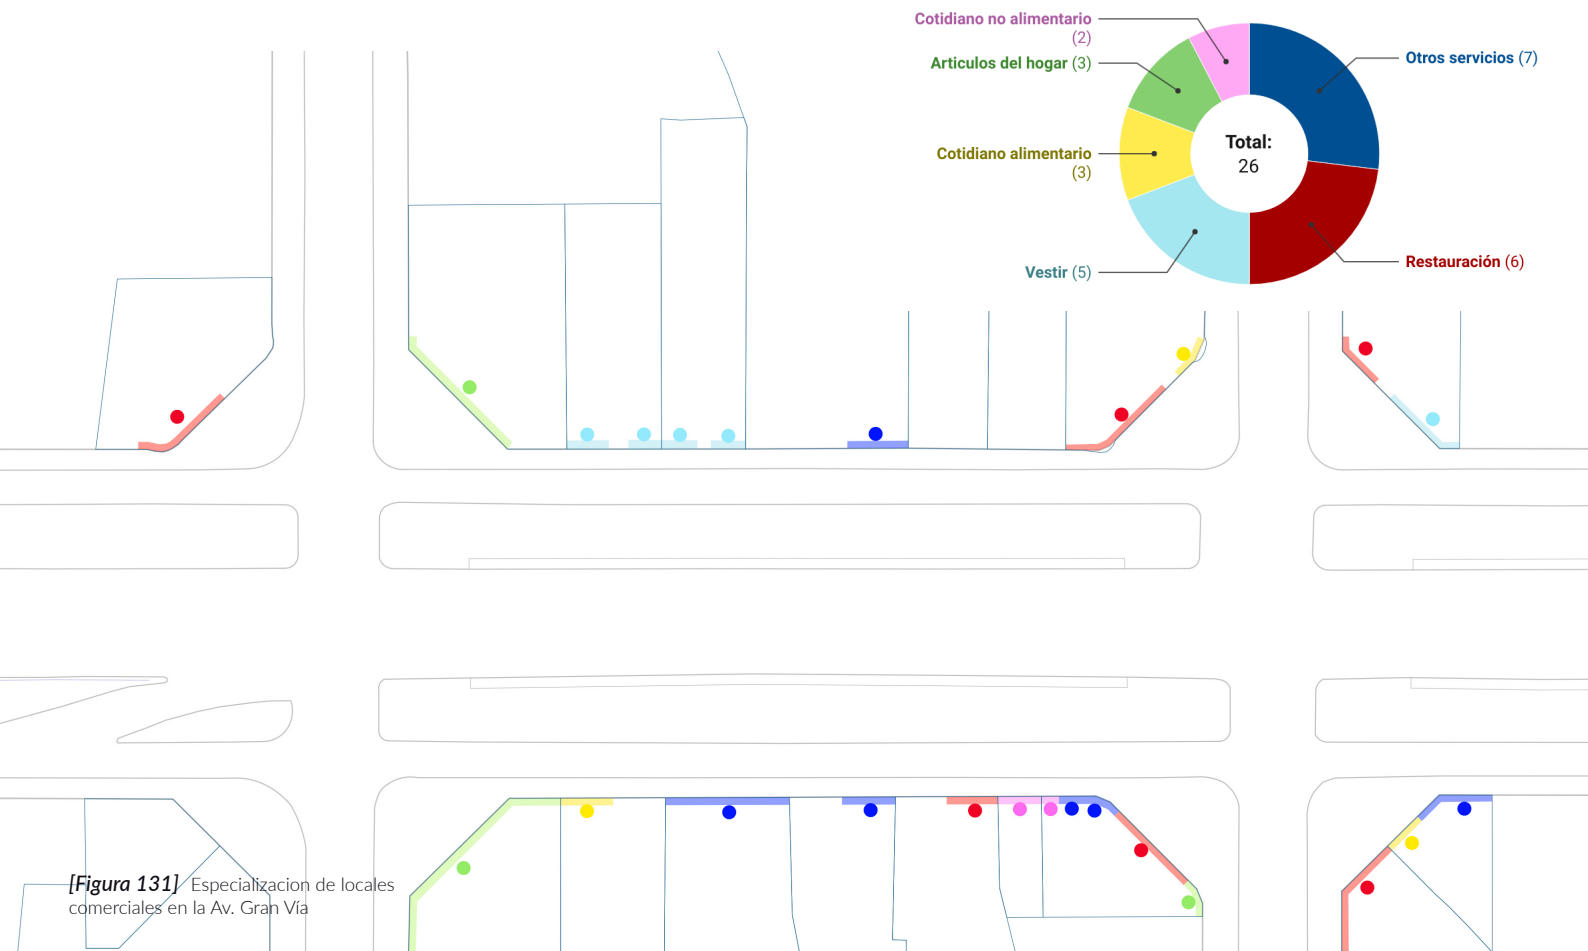 Cotidiano no alimentario
(2)
Articulos del hogar (3)
Otros servicios (7)
Total:
26
Cotidiano alimentario
(3)
Vestir (5)
Restauración (6)
[Figura 131] Especializacion de locales
comerciales en la Av. Gran Vía